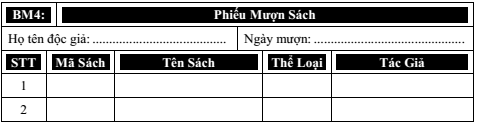 BM4: Phiếu Mượn Sách
Họ tên độc giả: ...................................... Ngày mượn: ...........................................
STT Mã Sách Tên Sách Thể Loại Tác Giả
1
2